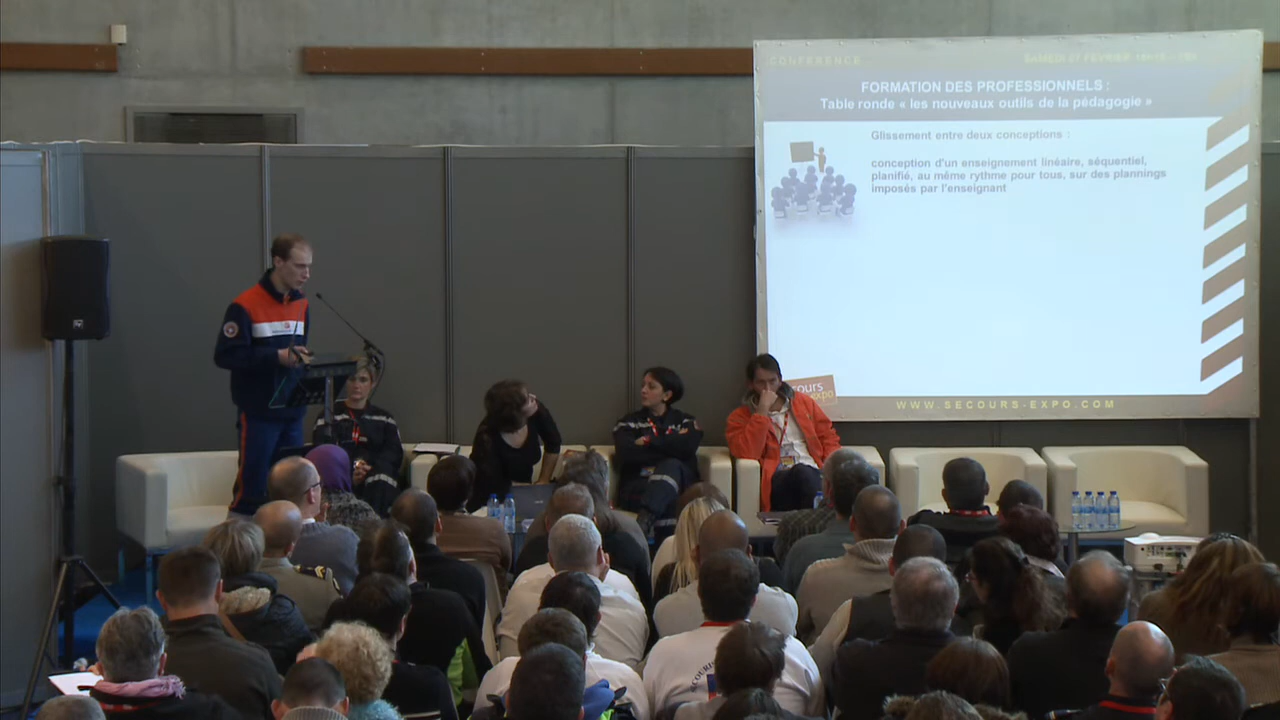 CONFERENCE
FORMATION DES PROFESSIONNELS :
Table ronde « les nouveaux outils de la pédagogie »
Glissement entre deux conceptions :
conception d'un enseignement linéaire, séquentiel,
planifié, au même rythme pour tous, sur des plannings
imposés par l'enseignant
expo
WWW.SECOURS-EXPO.COM